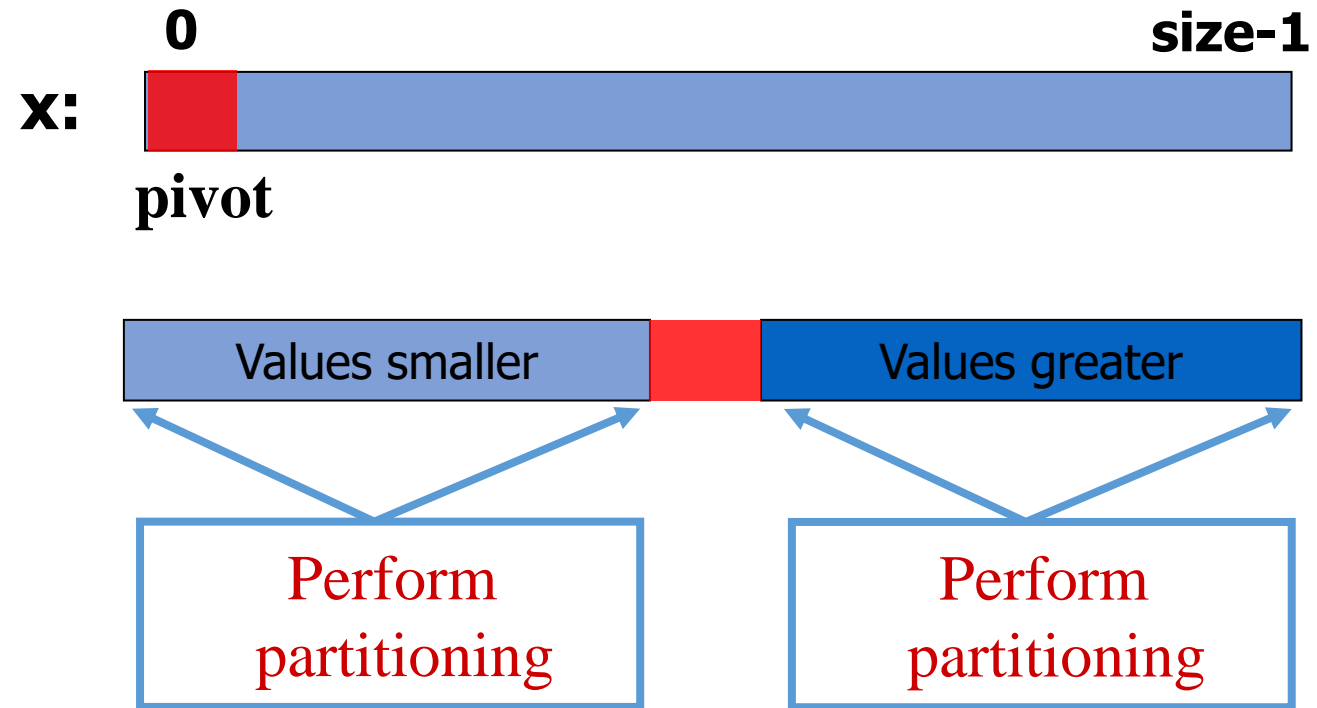 0 size-1
x:
pivot
Values smaller Values greater
Perform
partitioning
Perform
partitioning